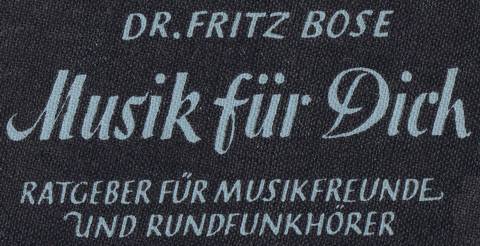 DR. FRITZ BOSE
Musik für Dich
RATGEBER FÜR MUSIKFREUNDE
UND RUNDFUNKHÖRER